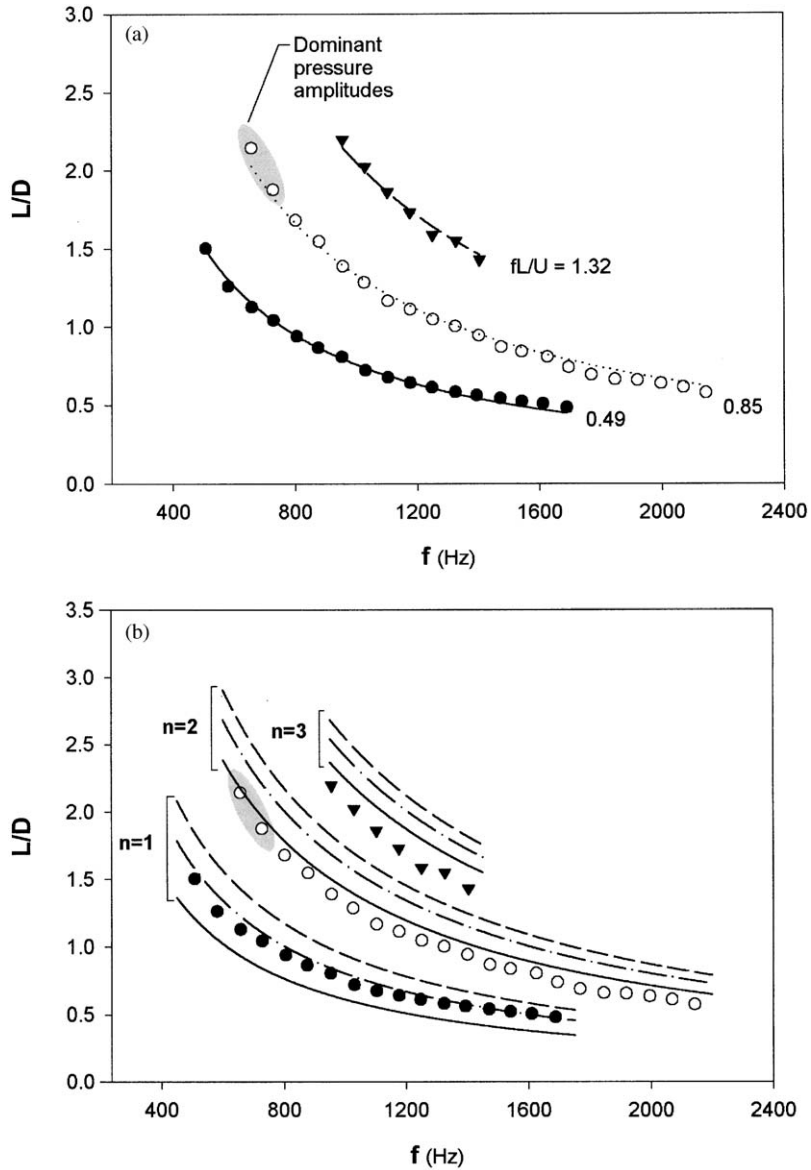 (a)
Dominant
pressure
amplitudes
3.0
2.5
2.0
1.5
1.0
0.5
0.0
L/D
fL/U = 1.32
0.85
0.49
400 800 1200 1600 2000 2400
f (Hz)
(b)
3.5
3.0
2.5
2.0
1.5
1.0
0.5
0.0
L/D
n=2
n=3
n=1
400 800 1200 1600 2000 2400
f (Hz)